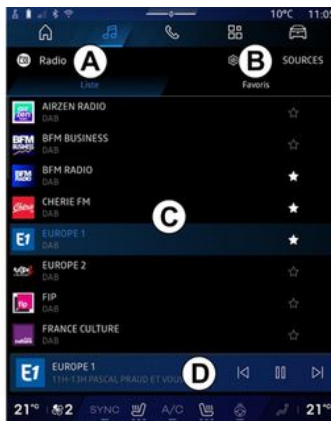 10°C 11:05
A
B
Radio
SOURCES
Liste
Favoris
AIRZEN RADIO
DAB
BFM BUSINESS
DAB
BFM RADIO
DAB
CHERIE FM
DAB
C
EUROPE 1
DAB
EUROPE 2
DAB
FIP
DAB
FRANCE CULTURE
DAB
E1
EUROPE 1
11H-13H PASCAL PRAUD ET VOUS
D
21° 2 SYNC A/C 21°